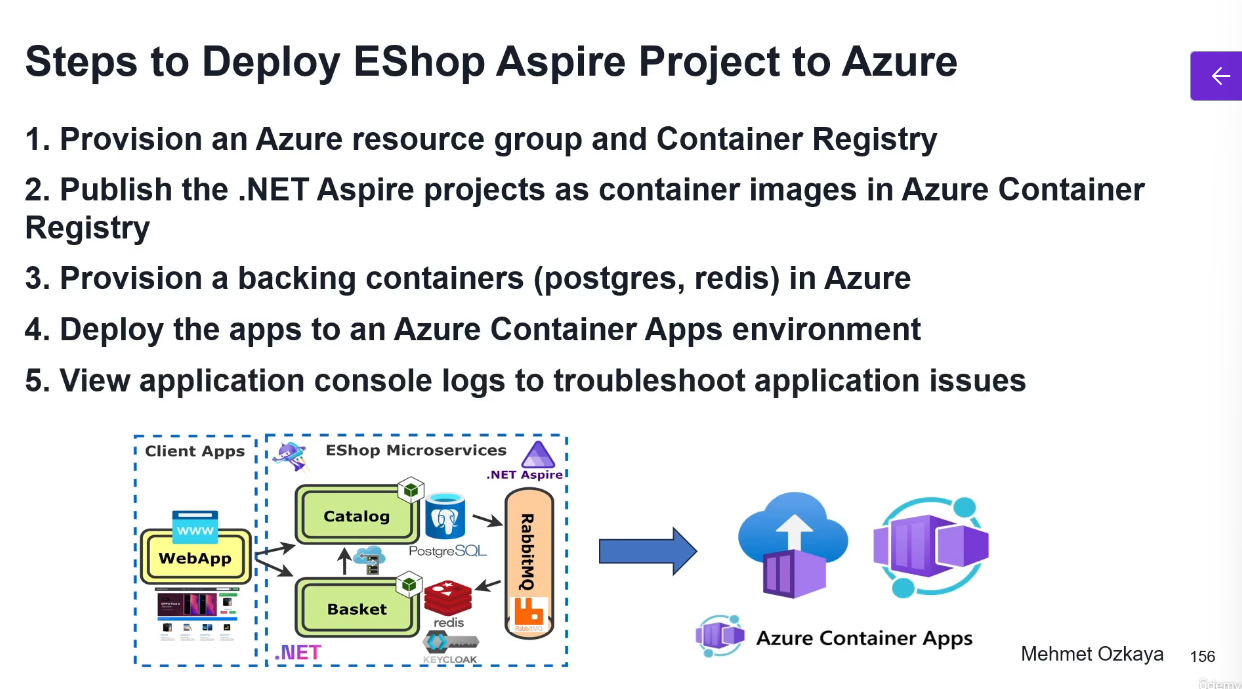 Steps to Deploy EShop Aspire Project to Azure
1. Provision an Azure resource group and Container Registry
2. Publish the .NET Aspire projects as container images in Azure Container
Registry
3. Provision a backing containers (postgres, redis) in Azure
4. Deploy the apps to an Azure Container Apps environment
5. View application console logs to troubleshoot application issues
Client Apps
EShop Microservices
.NET Aspire
WWW
WebApp
Catalog
PostgreSQL
RabbitMQ
Basket
redis
RabbitMQ
KEYCLOAK
.NET
Azure Container Apps
Mehmet Ozkaya
156
ûdemy